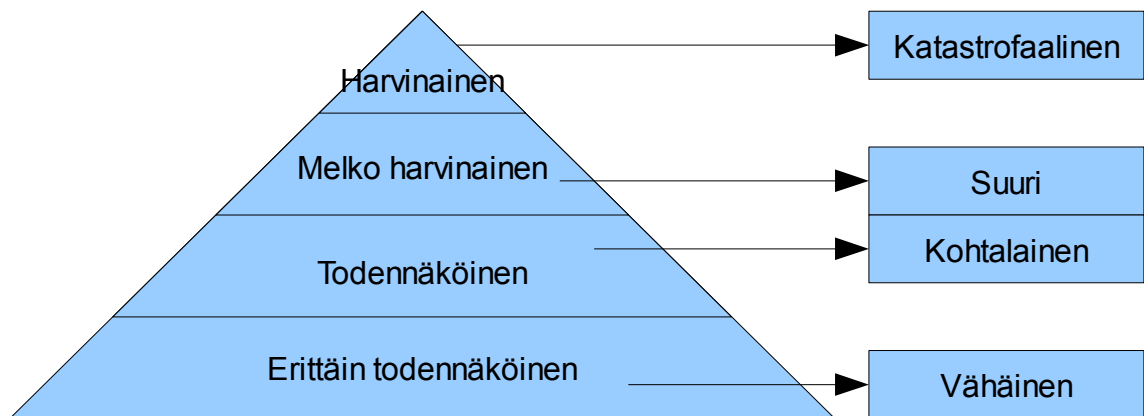 Harvinainen
Katastrofaalinen
Melko harvinainen
Suuri
Todennäköinen
Kohtalainen
Erittäin todennäköinen
Vähäinen